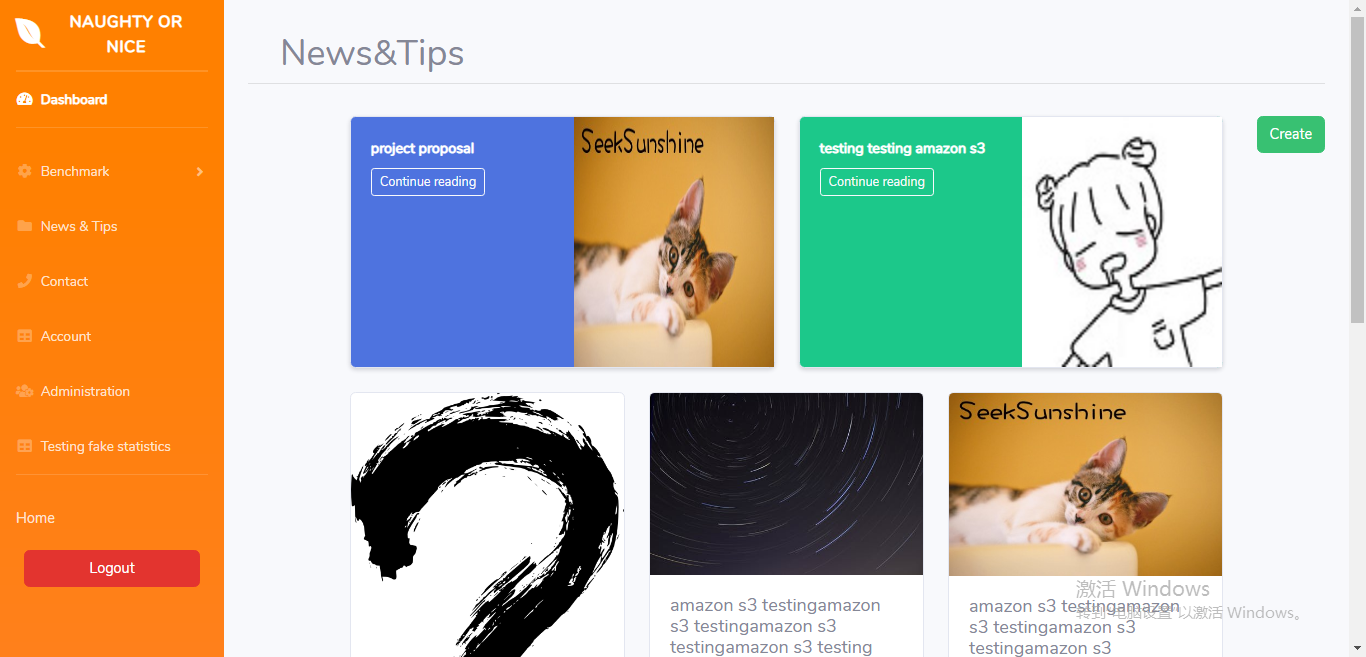 NAUGHTY OR
NICE
Dashboard
Benchmark
News & Tips
Contact
Account
Administration
Testing fake statistics
Home
Logout
News&Tips
Create
project proposal
Continue reading
SeekSunshine
testing testing amazon s3
Continue reading
amazon s3 testingamazon
s3 testingamazon s3
testingamazon s3 testing
SeekSunshine
amazon s3 testingamazon
s3 testingamazon s3
testingamazon s3
激活 Windows
转到"电脑设置"以激活 Windows。